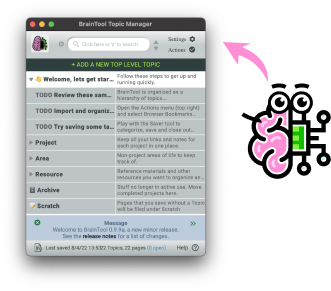 BrainTool Topic Manager
Click here or 's' to search
Settings
Actions
+ ADD A NEW TOP LEVEL TOPIC
Welcome, lets get star... Follow these steps to get up and running quickly.
TODO Review these sam... BrainTool is organized as a hierarchy of topics...
TODO Import and organiz... Open the Actions menu (top right) and select Browser Bookmarks...
TODO Try saving some ta... Play with the Saver tool to categorize, save and close out...
Project Keep all your links and notes for each project in one plane.
Area Non-project areas of life to keep track of.
Resource Reference materials and other resources you want to organize an...
Archive Stuff no longer in active use. Move completed projects here.
Scratch Pages that you save without a Topic will be filed under Scratch
Message
Welcome to BrainTool 0.9.9a, a new minor release.
See the release notes for a list of changes.
Last saved 8/4/22 13:53 22 Topics, 22 pages (0 open) Help